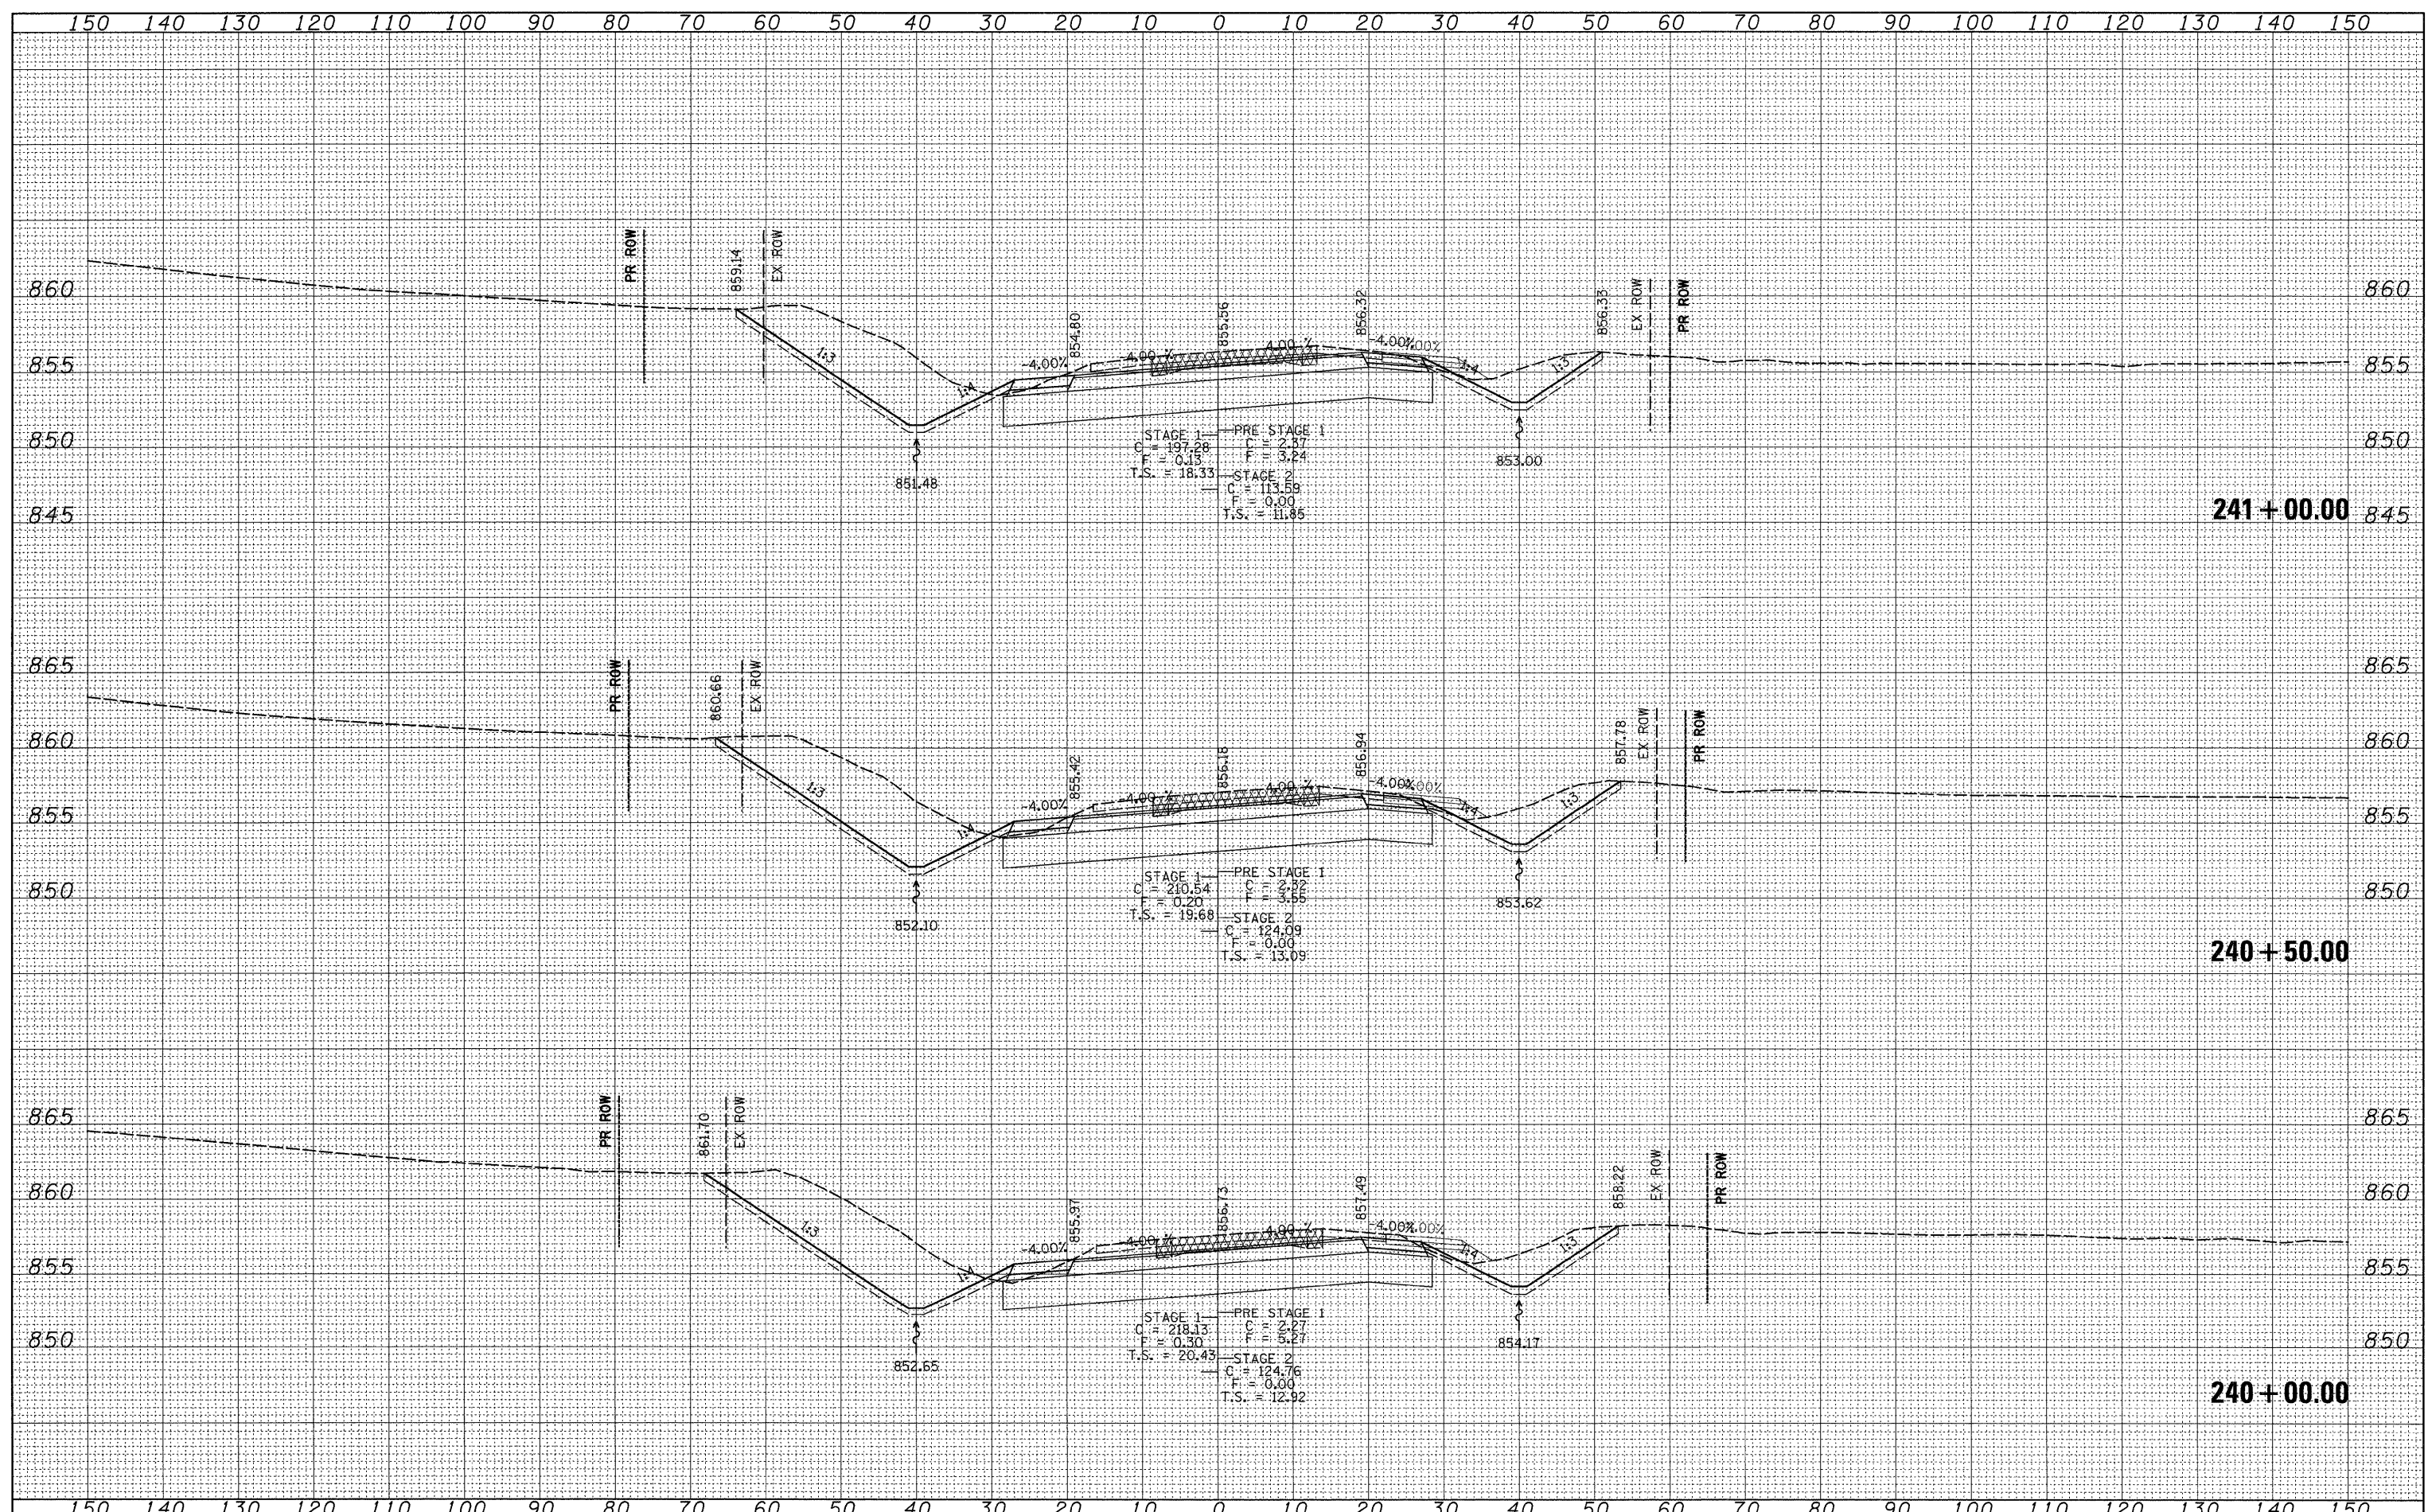 150 140 130 120 110 100 90 80 70 60 50 40 30 20 10 0 10 20 30 40 50 60 70 80 90 100 110 120 130 140 150
PR ROW
859.14
EX ROW
854.80
855.56
856.32
856.33
EX ROW
PR ROW
860
860
1:3
1:4
-4.00%
-4.00 %
4.00 %
-4.00%
1:4
1:3
855
855
850
850
851.48
STAGE 1
C = 197.28
F = 0.13
T.S. = 18.33
PRE STAGE 1
C = 2.37
F = 3.24
STAGE 2
C = 113.59
F = 0.00
T.S. = 11.85
853.00
845
241+00.00
845
865
865
PR ROW
860.66
EX ROW
855.42
856.18
856.94
857.78
EX ROW
PR ROW
860
860
1:3
1:4
-4.00%
-4.00 %
4.00 %
-4.00%
1:4
1:3
855
855
850
850
852.10
STAGE 1
C = 210.54
F = 0.20
T.S. = 19.68
PRE STAGE 1
C = 2.32
F = 3.55
STAGE 2
C = 124.09
F = 0.00
T.S. = 13.09
853.62
240+50.00
865
865
PR ROW
861.70
EX ROW
855.97
856.73
857.49
858.22
EX ROW
PR ROW
860
860
1:3
1:4
-4.00%
-4.00 %
4.00 %
-4.00%
1:4
1:3
855
855
850
850
852.65
STAGE 1
C = 218.13
F = 0.30
T.S. = 20.43
PRE STAGE 1
C = 2.27
F = 5.27
STAGE 2
C = 124.76
F = 0.00
T.S. = 12.92
854.17
240+00.00
150 140 130 120 110 100 90 80 70 60 50 40 30 20 10 0 10 20 30 40 50 60 70 80 90 100 110 120 130 140 150